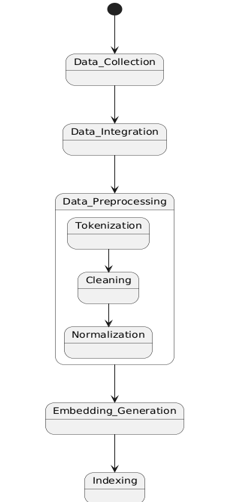 Data_Collection
Data_Integration
Data_Preprocessing
Tokenization
Cleaning
Normalization
Embedding_Generation
Indexing